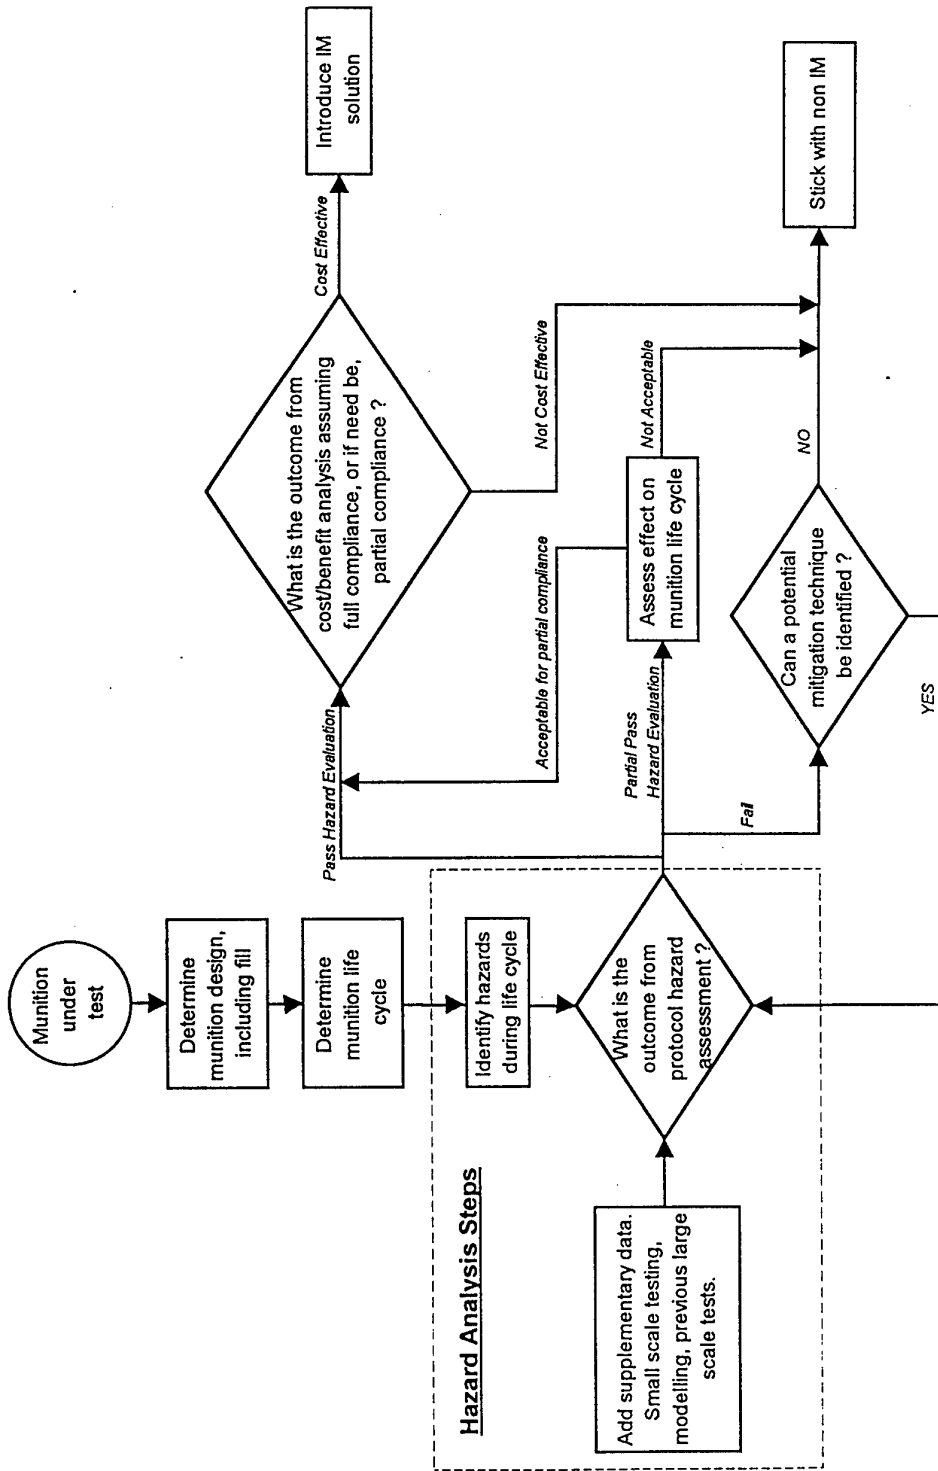 Munition
under
test
Determine
munition design,
including fill
Determine
munition life
cycle
Hazard Analysis Steps
Identify hazards
during life cycle
Add supplementary data.
Small scale testing,
modelling, previous large
scale tests.
What is the
outcome from
protocol hazard
assessment ?
Pass Hazard Evaluation
Partial Pass
Hazard Evaluation
Fail
What is the outcome from
cost/benefit analysis assuming
full compliance, or if need be,
partial compliance ?
Cost Effective
Introduce IM
solution
Not Cost Effective
Acceptable for partial compliance
Assess effect on
munition life cycle
Not Acceptable
Can a potential
mitigation technique
be identified ?
NO
YES
Stick with non IM